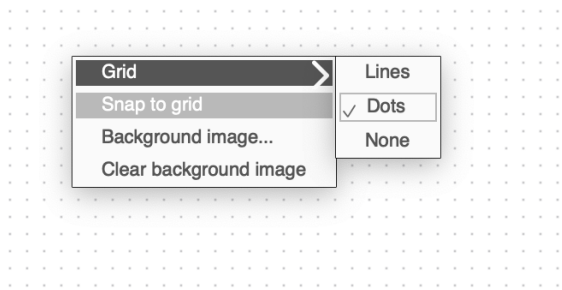 Grid
Snap to grid
Background image...
Clear background image
Lines
Dots
None